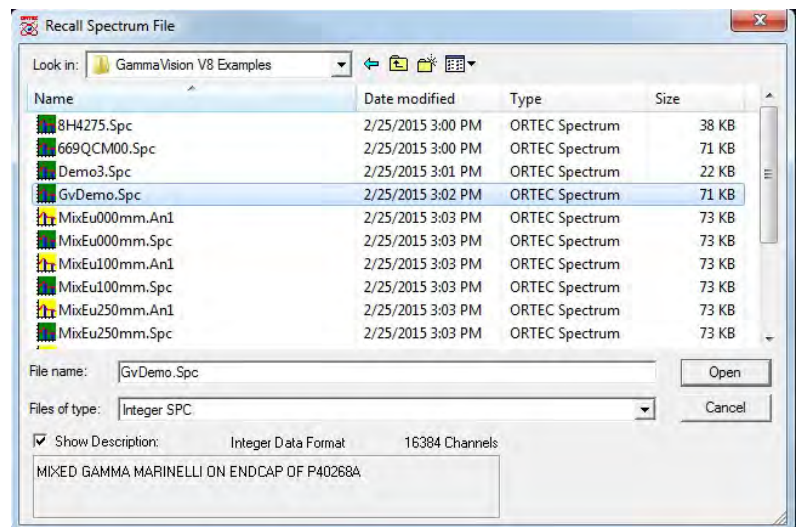 ORTEC Recall Spectrum File
Look in: GammaVision V8 Examples
Name Date modified Type Size
8H4275.Spc 2/25/2015 3:00 PM ORTEC Spectrum 38 KB
669QCM00.Spc 2/25/2015 3:00 PM ORTEC Spectrum 71 KB
Demo3.Spc 2/25/2015 3:01 PM ORTEC Spectrum 22 KB
GvDemo.Spc 2/25/2015 3:02 PM ORTEC Spectrum 71 KB
MixEu000mm.An1 2/25/2015 3:03 PM ORTEC Spectrum 73 KB
MixEu000mm.Spc 2/25/2015 3:03 PM ORTEC Spectrum 73 KB
MixEu100mm.An1 2/25/2015 3:03 PM ORTEC Spectrum 73 KB
MixEu100mm.Spc 2/25/2015 3:03 PM ORTEC Spectrum 73 KB
MixEu250mm.An1 2/25/2015 3:03 PM ORTEC Spectrum 73 KB
MixEu250mm.Spc 2/25/2015 3:03 PM ORTEC Spectrum 73 KB
File name: GvDemo.Spc Open
Files of type: Integer SPC Cancel
Show Description: Integer Data Format 16384 Channels
MIXED GAMMA MARINELLI ON ENDCAP OF P40268A